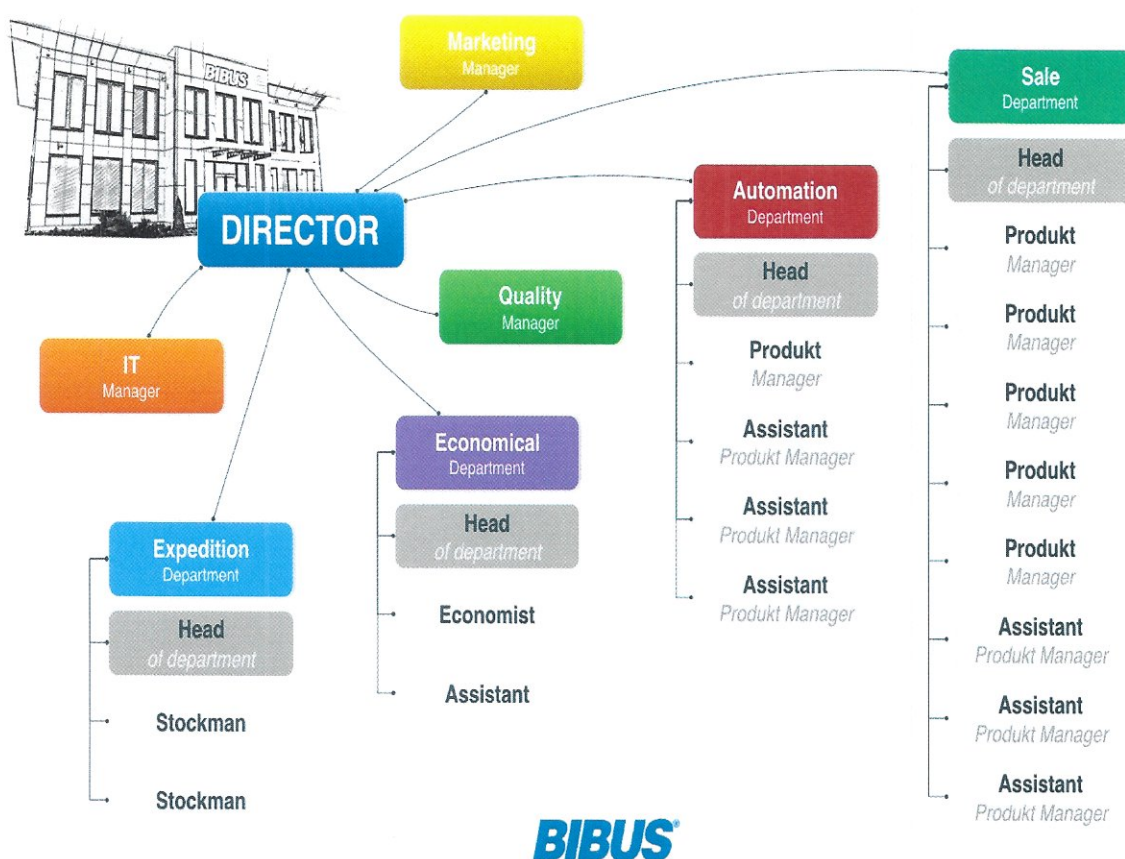 BIBUS
Marketing
Manager
Sale
Department
Head
of department
Produkt
Manager
Produkt
Manager
Produkt
Manager
Produkt
Manager
Produkt
Manager
Assistant
Produkt Manager
Assistant
Produkt Manager
Assistant
Produkt Manager
Automation
Department
Head
of department
Produkt
Manager
Assistant
Produkt Manager
Assistant
Produkt Manager
Assistant
Produkt Manager
DIRECTOR
Quality
Manager
IT
Manager
Economical
Department
Head
of department
Economist
Assistant
Expedition
Department
Head
of department
Stockman
Stockman
BIBUS®